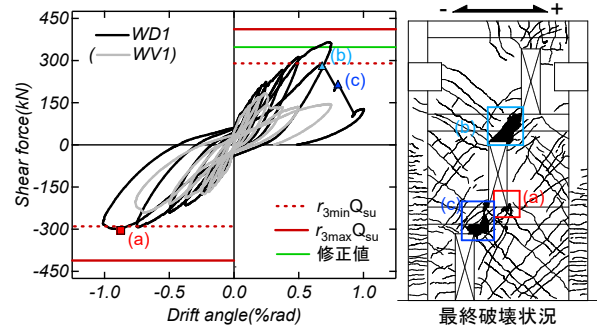 Shear force(kN)
450
300
150
0
-150
-300
-450
WD1
( WV1)
(b)
(c)
(a)
r3minQsu
r3maxQsu
修正値
-1.0 -0.5 0.0 0.5 1.0
Drift angle(%rad)
- +
(b)
(a)
(c)
最終破壊状況